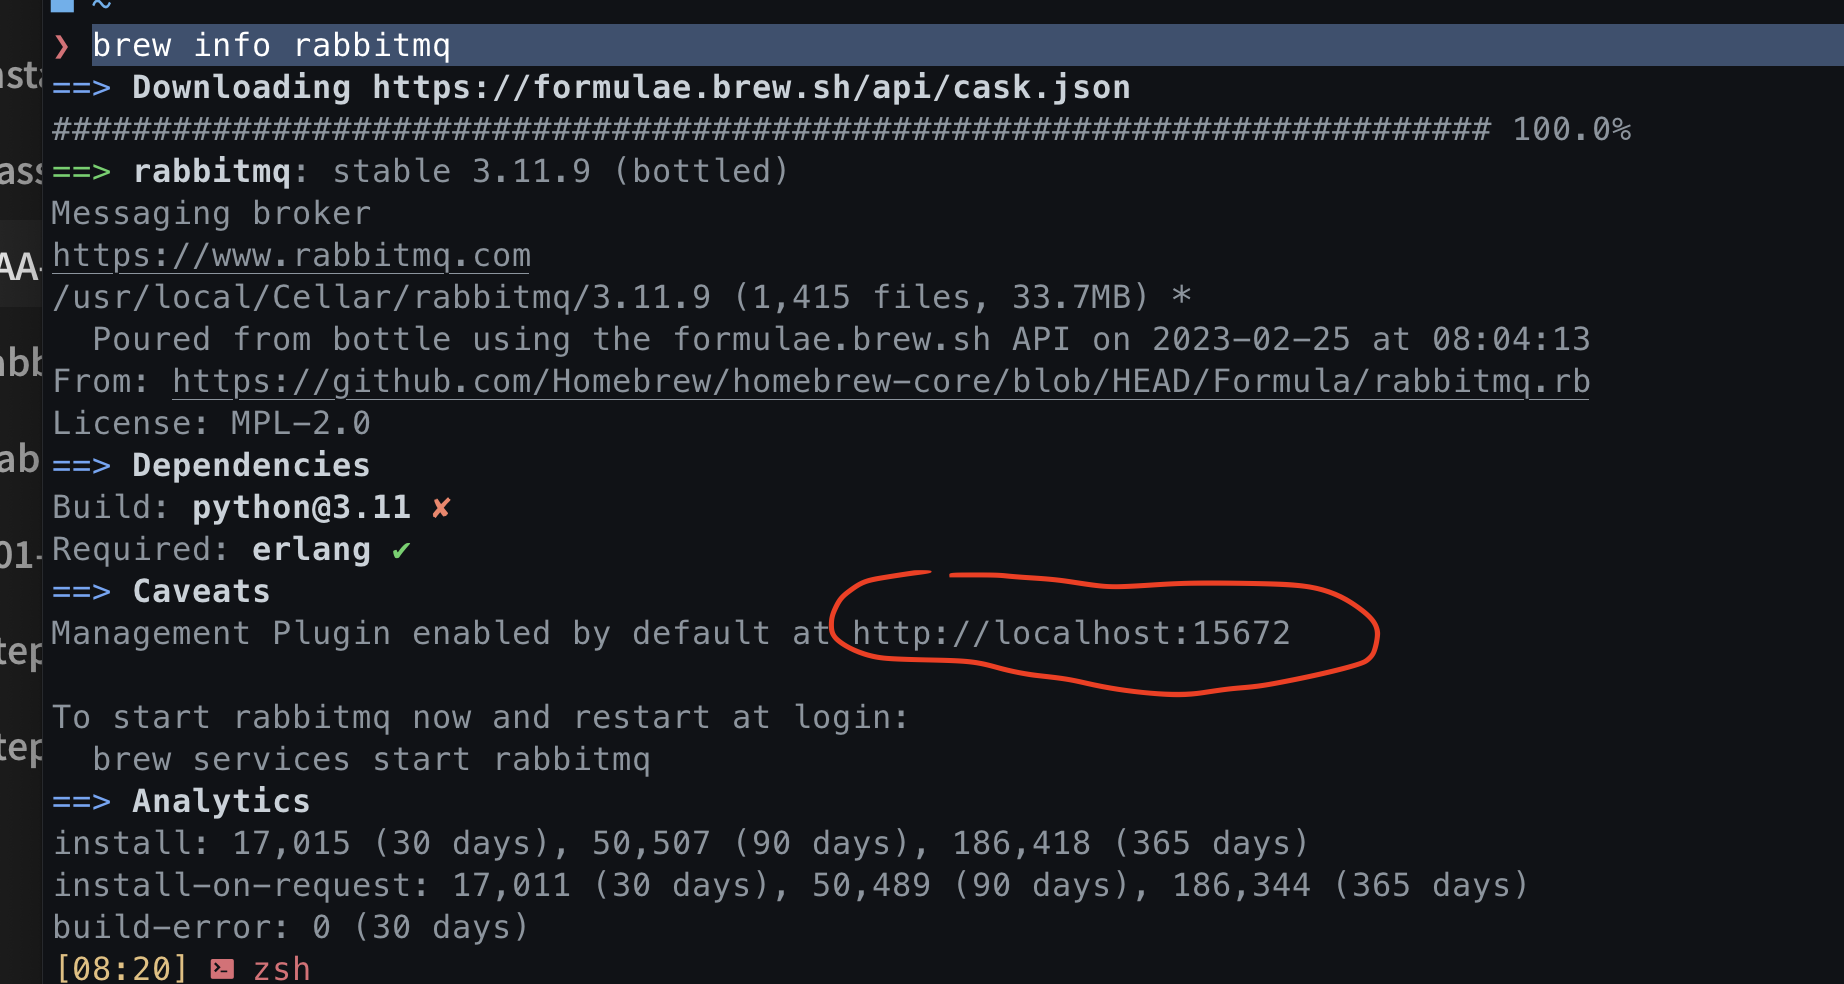 ~
❯ brew info rabbitmq
==> Downloading https://formulae.brew.sh/api/cask.json
######################################################################## 100.0%
==> rabbitmq: stable 3.11.9 (bottled)
Messaging broker
https://www.rabbitmq.com
/usr/local/Cellar/rabbitmq/3.11.9 (1,415 files, 33.7MB) *
  Poured from bottle using the formulae.brew.sh API on 2023-02-25 at 08:04:13
From: https://github.com/Homebrew/homebrew-core/blob/HEAD/Formula/rabbitmq.rb
License: MPL-2.0
==> Dependencies
Build: python@3.11 ✘
Required: erlang ✔
==> Caveats
Management Plugin enabled by default at http://localhost:15672

To start rabbitmq now and restart at login:
  brew services start rabbitmq
==> Analytics
install: 17,015 (30 days), 50,507 (90 days), 186,418 (365 days)
install-on-request: 17,011 (30 days), 50,489 (90 days), 186,344 (365 days)
build-error: 0 (30 days)
[08:20] zsh